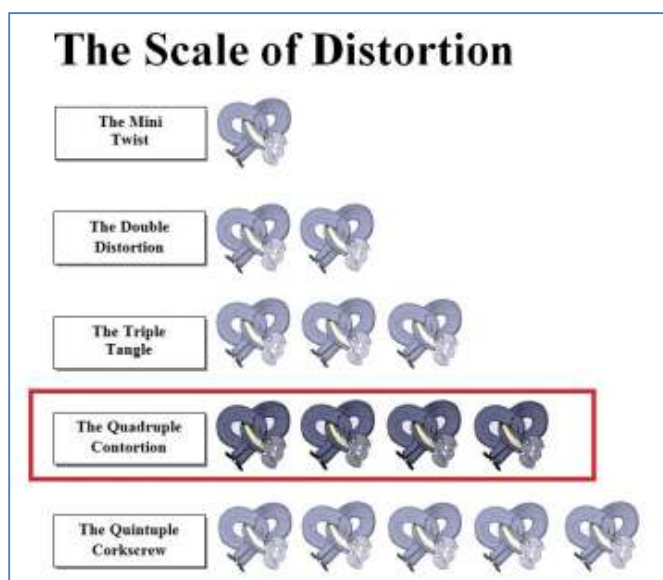 The Scale of Distortion
The Mini
Twist
The Double
Distortion
The Triple
Tangle
The Quadruple
Contortion
The Quintuple
Corkscrew